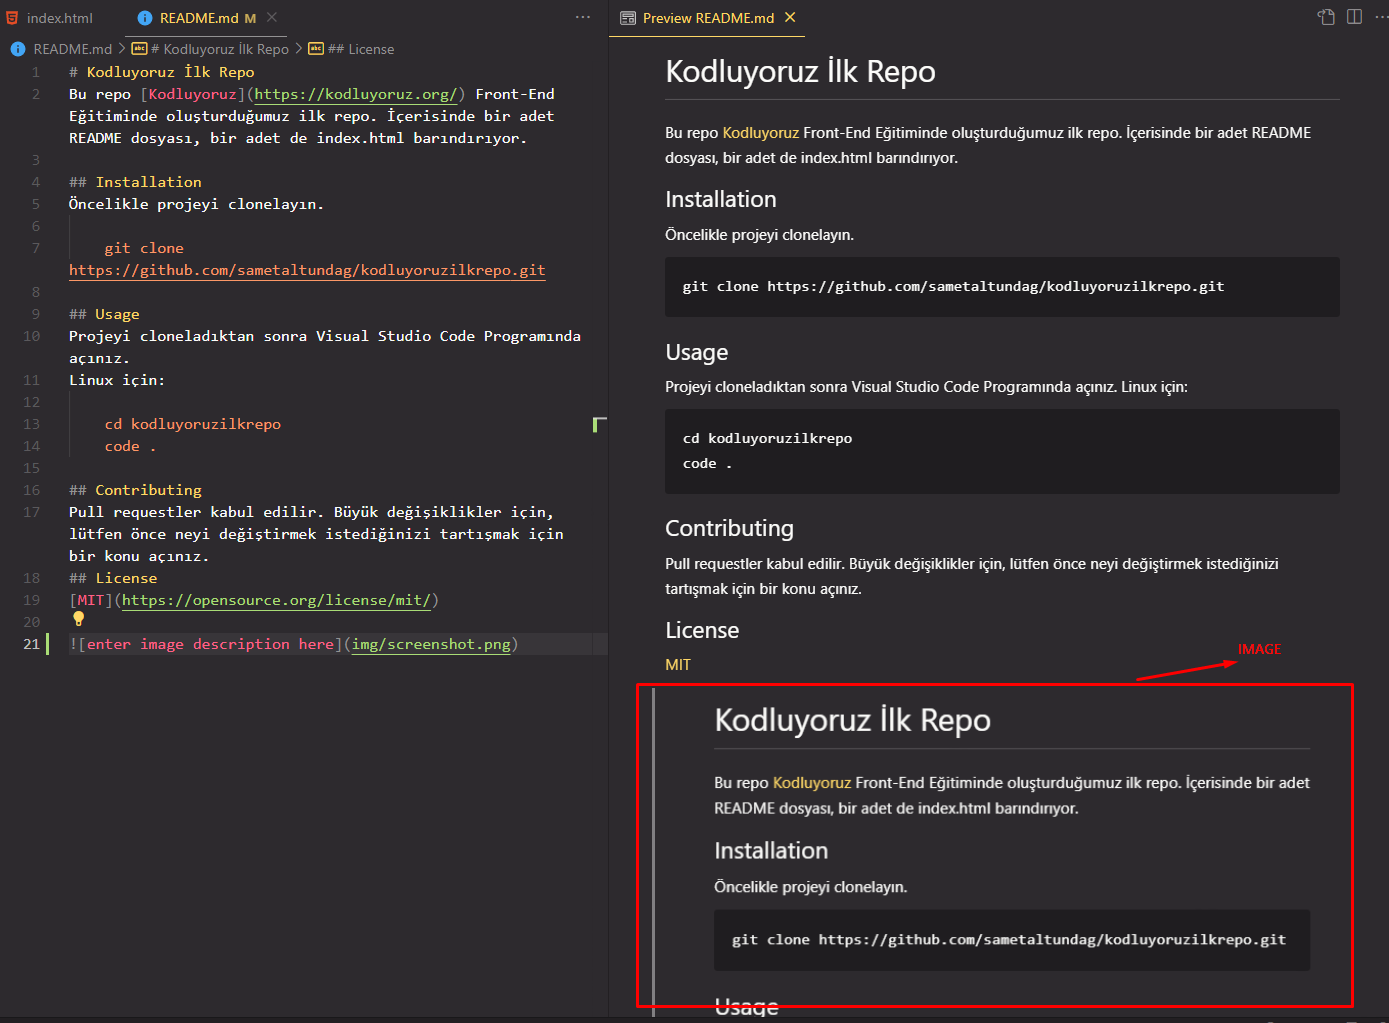 index.html
README.md M
README.md > # Kodluyoruz İlk Repo > ## License
1 # Kodluyoruz İlk Repo
2 Bu repo [Kodluyoruz](https://kodluyoruz.org/) Front-End
Eğitiminde oluşturduğumuz ilk repo. İçerisinde bir adet
README dosyası, bir adet de index.html barındırıyor.
3
4 ## Installation
5 Öncelikle projeyi clonelayın.
6
7 git clone
https://github.com/sametaltundag/kodluyoruzilkrepo.git
8
9 ## Usage
10 Projeyi cloneladıktan sonra Visual Studio Code Programında
açınız.
11 Linux için:
12
13 cd kodluyoruzilkrepo
14 code .
15
16 ## Contributing
17 Pull requestler kabul edilir. Büyük değişiklikler için,
lütfen önce neyi değiştirmek istediğinizi tartışmak için
bir konu açınız.
18 ## License
19 [MIT](https://opensource.org/license/mit/)
20
21 ![enter image description here](img/screenshot.png)
Preview README.md
Kodluyoruz İlk Repo
Bu repo Kodluyoruz Front-End Eğitiminde oluşturduğumuz ilk repo. İçerisinde bir adet README
dosyası, bir adet de index.html barındırıyor.
Installation
Öncelikle projeyi clonelayın.
git clone https://github.com/sametaltundag/kodluyoruzilkrepo.git
Usage
Projeyi cloneladıktan sonra Visual Studio Code Programında açınız. Linux için:
cd kodluyoruzilkrepo
code .
Contributing
Pull requestler kabul edilir. Büyük değişiklikler için, lütfen önce neyi değiştirmek istediğinizi
tartışmak için bir konu açınız.
License
MIT
IMAGE
Kodluyoruz İlk Repo
Bu repo Kodluyoruz Front-End Eğitiminde oluşturduğumuz ilk repo. İçerisinde bir adet
README dosyası, bir adet de index.html barındırıyor.
Installation
Öncelikle projeyi clonelayın.
git clone https://github.com/sametaltundag/kodluyoruzilkrepo.git
Usage